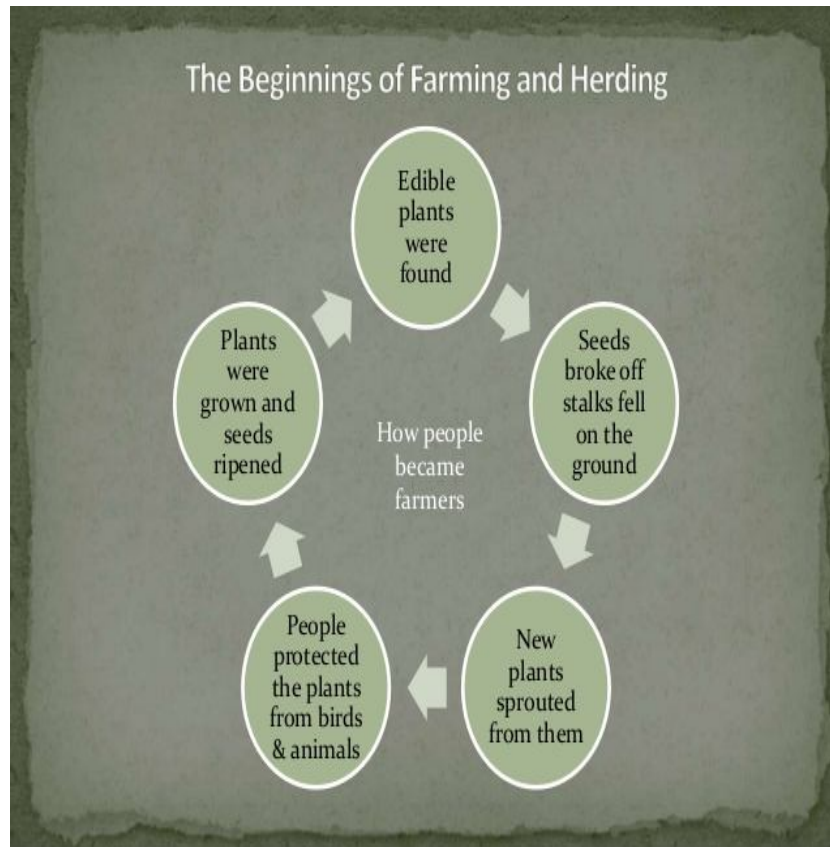 The Beginnings of Farming and Herding
Edible
plants
were
found
Seeds
broke off
stalks fell
on the
ground
New
plants
sprouted
from them
People
protected
the plants
from birds
& animals
Plants
were
grown and
seeds
ripened
How people
became
farmers